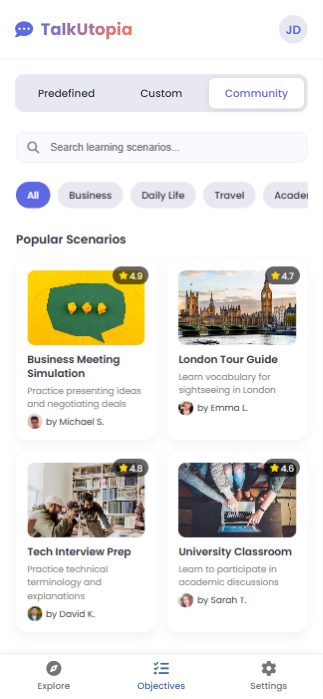 TalkUtopia
JD
Predefined
Custom
Community
Search learning scenarios...
All
Business
Daily Life
Travel
Acade
Popular Scenarios
4.9
Business Meeting
Simulation
Practice presenting ideas
and negotiating deals
by Michael S.
4.7
London Tour Guide
Learn vocabulary for
sightseeing in London
by Emma L.
4.8
Tech Interview Prep
Practice technical
terminology and
explanations
by David K.
4.6
University Classroom
Learn to participate in
academic discussions
by Sarah T.
Explore
Objectives
Settings